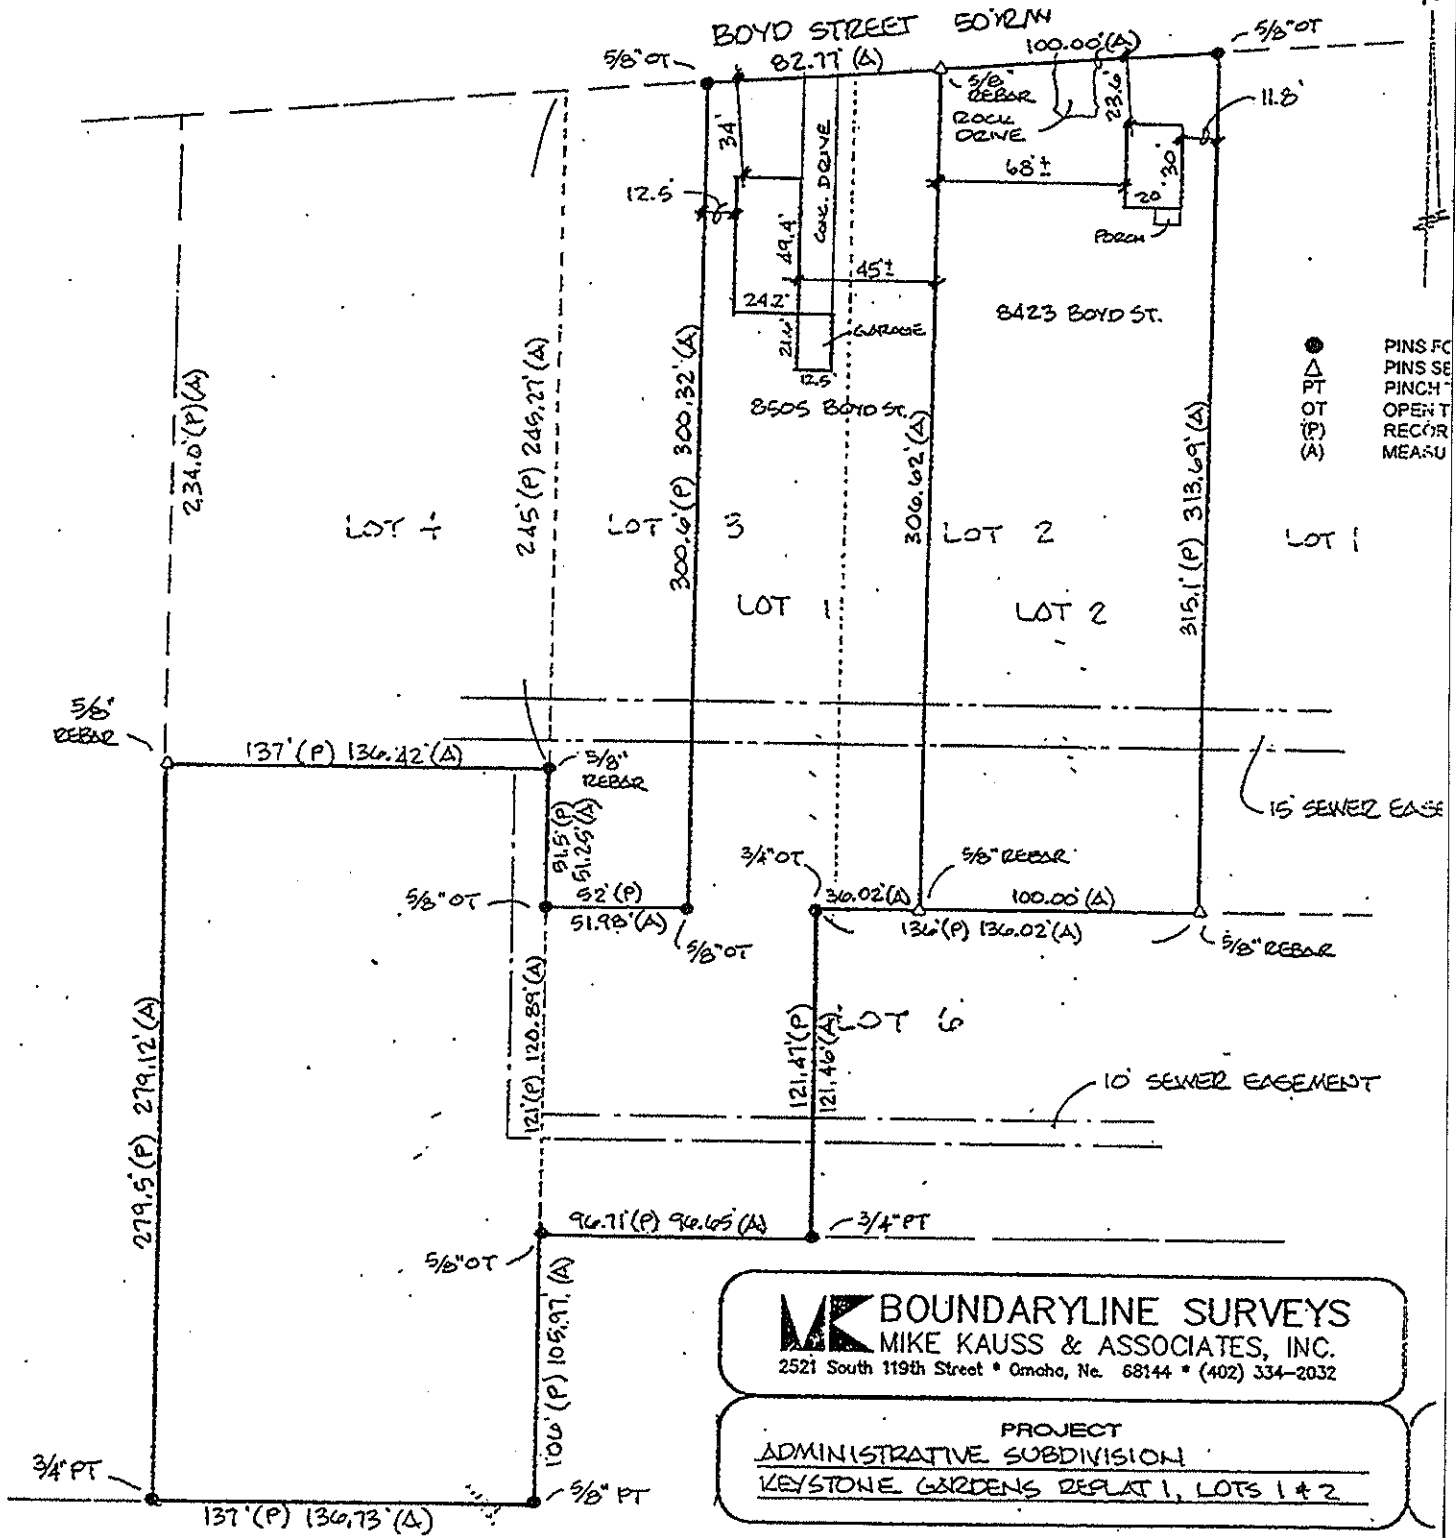 BOYD STREET 50' R/W
5/8" OT
82.77' (A)
100.00' (A)
5/8" OT
5/8" REBAR
ROCK DRIVE
23.6'
11.8'
34'
CONC. DRIVE
12.5'
68'±
20'
30'
PORCH
49.4'
45'±
24.2'
21.6'
GARAGE
12.5'
8423 BOYD ST.
8505 BOYD ST.
PINS
PINS
PT PINCH
OT OPEN T
(P)
(A)
234.0' (P)(A)
245' (P) 245.27' (A)
300.6' (P) 300.32' (A)
306.62' (A)
315.1' (P) 313.69' (A)
LOT 4
LOT 3
LOT 2
LOT 1
LOT 1
LOT 2
5/8" REBAR
137' (P) 136.42' (A)
5/8" REBAR
15' SEWER
51.5' (P)
51.25' (A)
3/4" OT
5/8" REBAR
5/8" OT
52' (P)
51.98' (A)
36.02' (A)
100.00' (A)
136' (P) 136.02' (A)
5/8" OT
5/8" REBAR
279.5' (P) 279.12' (A)
121' (P) 120.89' (A)
121.47' (P)
121.46' (A)
LOT 6
10' SEWER EASEMENT
96.71' (P) 96.65' (A)
3/4" PT
5/8" OT
106' (P) 105.97' (A)
MK BOUNDARYLINE SURVEYS
MIKE KAUSS & ASSOCIATES, INC.
2521 South 119th Street * Omaha, Ne. 68144 * (402) 334-2032
PROJECT
ADMINISTRATIVE SUBDIVISION
KEYSTONE GARDENS REPLAT 1, LOTS 1 & 2
3/4" PT
5/8" PT
137' (P) 136.73' (A)